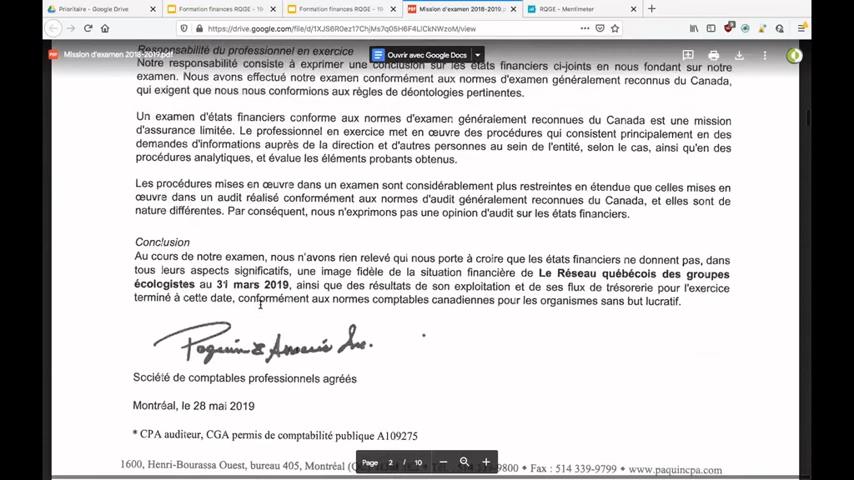 Prioritaire – Google Drive
Formation finances RQGE - 19
Formation finances RQGE - 19
Mission d'examen 2018-2019.p
RQGE - Mentimeter
Mission d'examen 2018-2019.pdf
Ouvrir avec Google Docs
Responsabilité du professionnel en exercice
Notre responsabilité consiste à exprimer une conclusion sur les états financiers ci-joints en nous fondant sur notre
examen. Nous avons effectué notre examen conformément aux normes d'examen généralement reconnues du Canada,
qui exigent que nous nous conformions aux règles de déontologies pertinentes.
Un examen d'états financiers conforme aux normes d'examen généralement reconnues du Canada est une mission
d'assurance limitée. Le professionnel en exercice met en œuvre des procédures qui consistent principalement en des
demandes d'informations auprès de la direction et d'autres personnes au sein de l'entité, selon le cas, ainsi qu'en des
procédures analytiques, et évalue les éléments probants obtenus.
Les procédures mises en œuvre dans un examen sont considérablement plus restreintes en étendue que celles mises en
œuvre dans un audit réalisé conformément aux normes d'audit généralement reconnues du Canada, et elles sont de
nature différentes. Par conséquent, nous n'exprimons pas une opinion d'audit sur les états financiers.
Conclusion
Au cours de notre examen, nous n'avons rien relevé qui nous porte à croire que les états financiers ne donnent pas, dans
tous leurs aspects significatifs, une image fidèle de la situation financière de Le Réseau québécois des groupes
écologistes au 31 mars 2019, ainsi que des résultats de son exploitation et de ses flux de trésorerie pour l'exercice
terminé à cette date, conformément aux normes comptables canadiennes pour les organismes sans but lucratif.
Paquin & Associés Inc.
Société de comptables professionnels agréés
Montréal, le 28 mai 2019
* CPA auditeur, CGA permis de comptabilité publique A109275
1600, Henri-Bourassa Ouest, bureau 405, Montréal
9800 • Fax : 514 339-9799 • www.paquincpa.com
Page 2 / 10